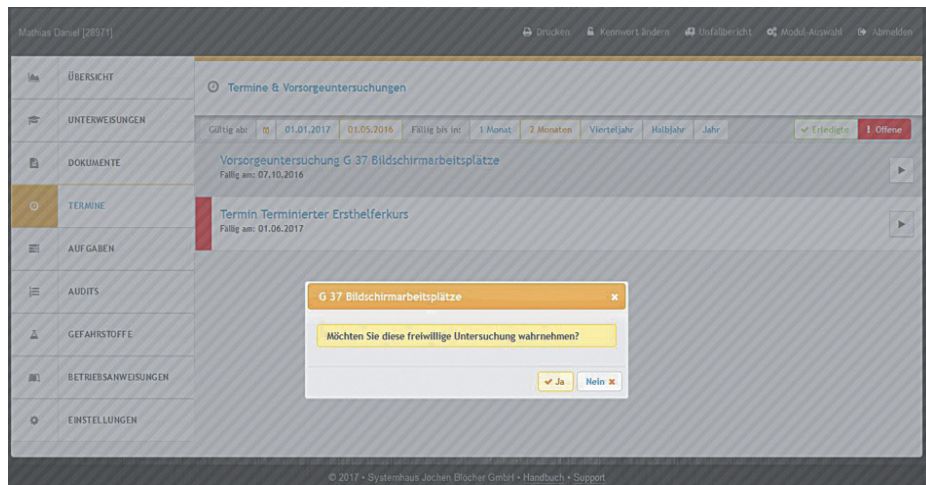 Mathias Daniel [28971]
Drucken Kennwort ändern Unfallbericht Modul-Auswahl Abmelden
ÜBERSICHT
UNTERWEISUNGEN
DOKUMENTE
TERMINE
AUFGABEN
AUDITS
GEFAHRSTOFFE
BETRIEBSANWEISUNGEN
EINSTELLUNGEN
Termine & Vorsorgeuntersuchungen
Gültig ab: 01.01.2017 01.05.2016 Fällig bis in: 1 Monat 2 Monaten Vierteljahr Halbjahr Jahr Erledigte Offene
Vorsorgeuntersuchung G 37 Bildschirmarbeitsplätze
Fällig am: 07.10.2016
Termin Terminierter Ersthelferkurs
Fällig am: 01.06.2017
G 37 Bildschirmarbeitsplätze
Möchten Sie diese freiwillige Untersuchung wahrnehmen?
Ja Nein
© 2017 • Systemhaus Jochen Blöcher GmbH • Handbuch • Support